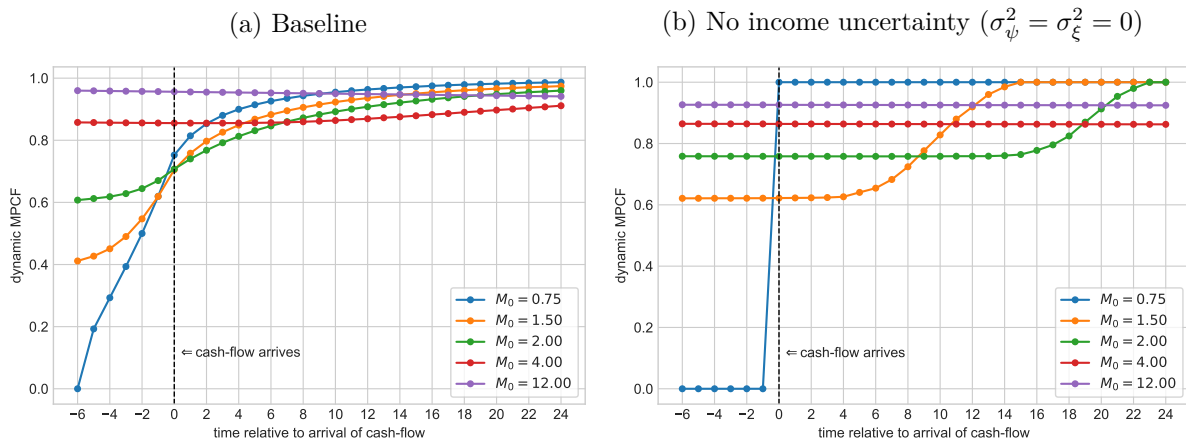 (a) Baseline
1.0
0.8
0.6
0.4
0.2
0.0
dynamic MPCF
⇐ cash-flow arrives
M₀ = 0.75
M₀ = 1.50
M₀ = 2.00
M₀ = 4.00
M₀ = 12.00
−6 −4 −2 0 2 4 6 8 10 12 14 16 18 20 22 24
time relative to arrival of cash-flow
(b) No income uncertainty (σ²_ψ = σ²_ξ = 0)
1.0
0.8
0.6
0.4
0.2
0.0
dynamic MPCF
⇐ cash-flow arrives
M₀ = 0.75
M₀ = 1.50
M₀ = 2.00
M₀ = 4.00
M₀ = 12.00
−6 −4 −2 0 2 4 6 8 10 12 14 16 18 20 22 24
time relative to arrival of cash-flow